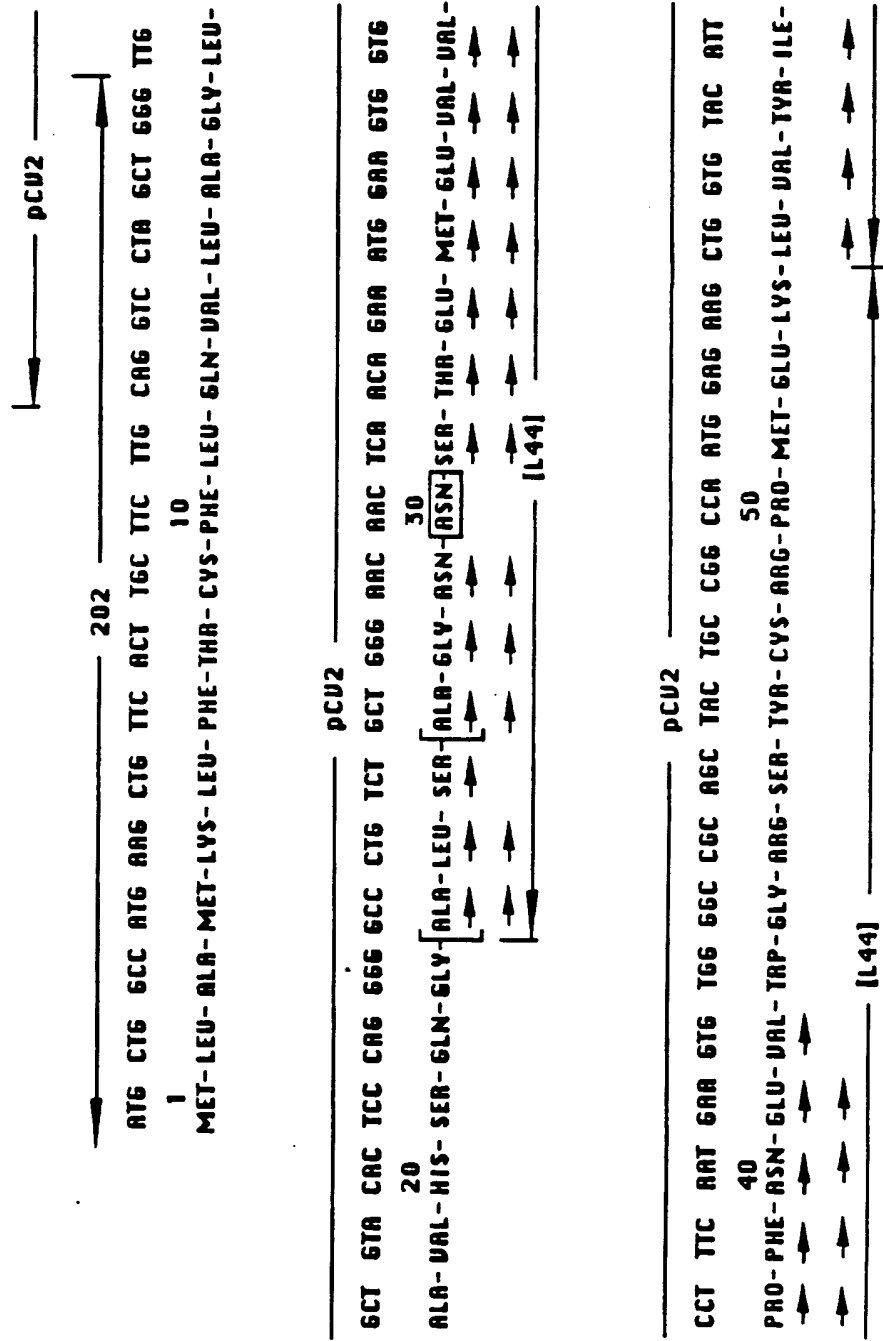 pCV2
202
ATG CTG GCC ATG AAG CTG TTC ACT TGC TTC TTG CAG GTC CTA GCT GGG TTG
1 10
MET-LEU-ALA-MET-LYS-LEU-PHE-THR-CYS-PHE-LEU-GLN-VAL-LEU-ALA-GLY-LEU-
pCV2
GCT GTA CAC TCC CAG GGG GCC CTG TCT GCT GGG AAC AAC TCA ACA GAA ATG GAA GTG GTG
20 30
ALA-VAL-HIS-SER-GLN-GLY-[ALA-LEU-SER-[ALA-GLY-ASN-ASN-SER-THR-GLU-MET-GLU-VAL-VAL-
[L44]
pCV2
CCT TTC AAT GAA GTG TGG GGC CGC AGC TAC TGC CGG CCA ATG GAG AAG CTG GTG TAC ATT
40 50
PRO-PHE-ASN-GLU-VAL-TRP-GLY-ARG-SER-TYR-CYS-ARG-PRO-MET-GLU-LYS-LEU-VAL-TYR-ILE-
[L44]